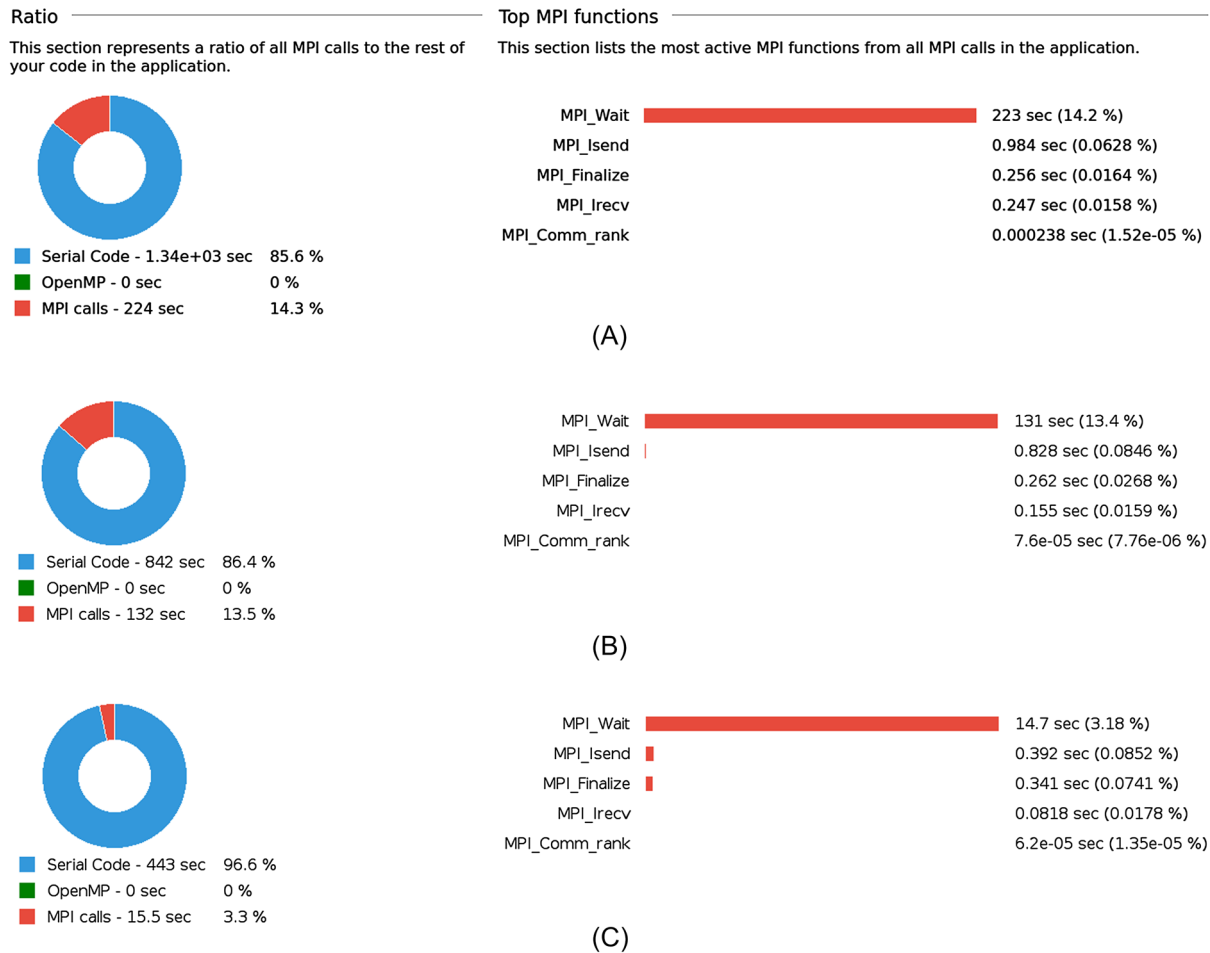 Ratio
This section represents a ratio of all MPI calls to the rest of
your code in the application.
Serial Code - 1.34e+03 sec 85.6 %
OpenMP - 0 sec 0 %
MPI calls - 224 sec 14.3 %
Top MPI functions
This section lists the most active MPI functions from all MPI calls in the application.
MPI_Wait 223 sec (14.2 %)
MPI_Isend 0.984 sec (0.0628 %)
MPI_Finalize 0.256 sec (0.0164 %)
MPI_Irecv 0.247 sec (0.0158 %)
MPI_Comm_rank 0.000238 sec (1.52e-05 %)
(A)
Serial Code - 842 sec 86.4 %
OpenMP - 0 sec 0 %
MPI calls - 132 sec 13.5 %
MPI_Wait 131 sec (13.4 %)
MPI_Isend 0.828 sec (0.0846 %)
MPI_Finalize 0.262 sec (0.0268 %)
MPI_Irecv 0.155 sec (0.0159 %)
MPI_Comm_rank 7.6e-05 sec (7.76e-06 %)
(B)
Serial Code - 443 sec 96.6 %
OpenMP - 0 sec 0 %
MPI calls - 15.5 sec 3.3 %
MPI_Wait 14.7 sec (3.18 %)
MPI_Isend 0.392 sec (0.0852 %)
MPI_Finalize 0.341 sec (0.0741 %)
MPI_Irecv 0.0818 sec (0.0178 %)
MPI_Comm_rank 6.2e-05 sec (1.35e-05 %)
(C)